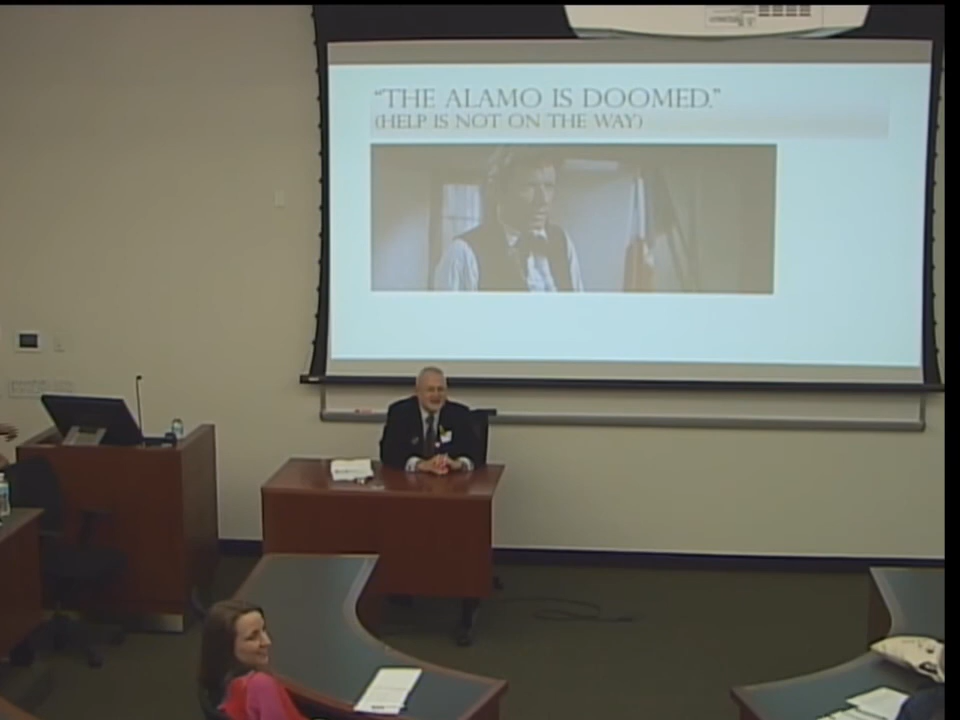 “THE ALAMO IS DOOMED.”
(HELP IS NOT ON THE WAY)